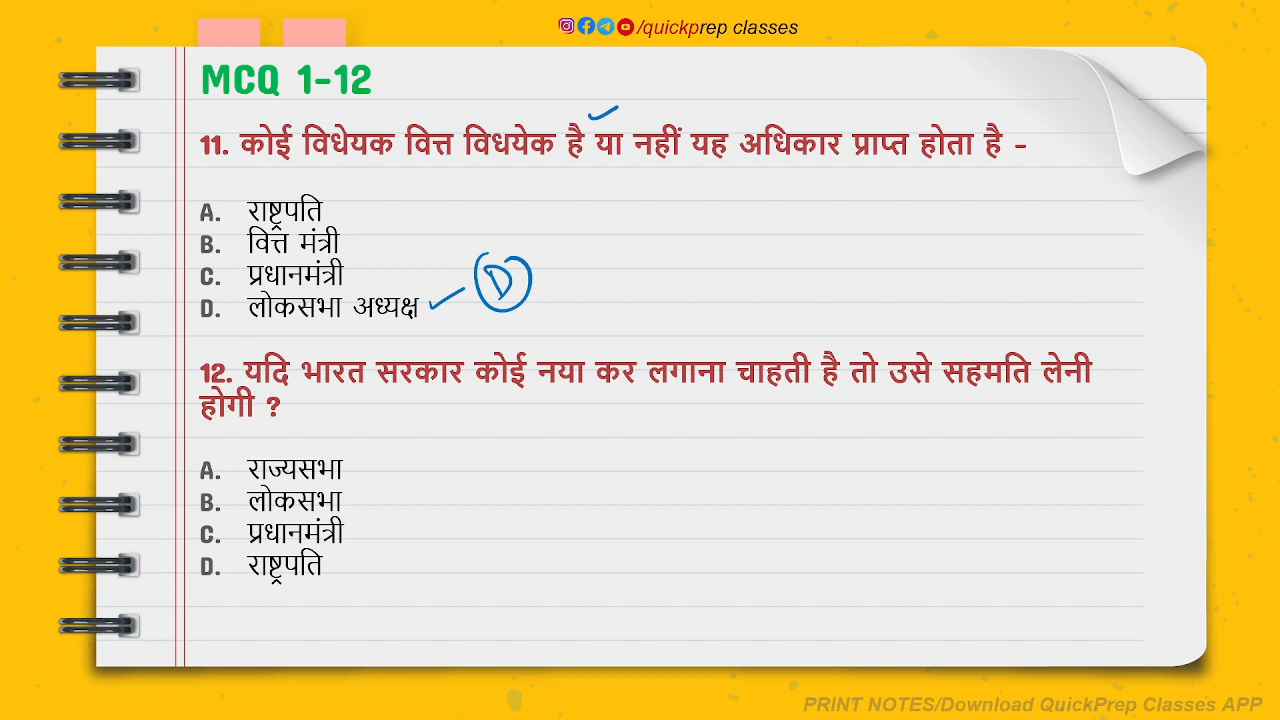 /quickprep classes
MCQ 1-12
11. कोई विधेयक वित्त विधयेक है या नहीं यह अधिकार प्राप्त होता है -
A. राष्ट्रपति
B. वित्त मंत्री
C. प्रधानमंत्री
D. लोकसभा अध्यक्ष
D
12. यदि भारत सरकार कोई नया कर लगाना चाहती है तो उसे सहमति लेनी
होगी ?
A. राज्यसभा
B. लोकसभा
C. प्रधानमंत्री
D. राष्ट्रपति
PRINT NOTES/Download QuickPrep Classes APP